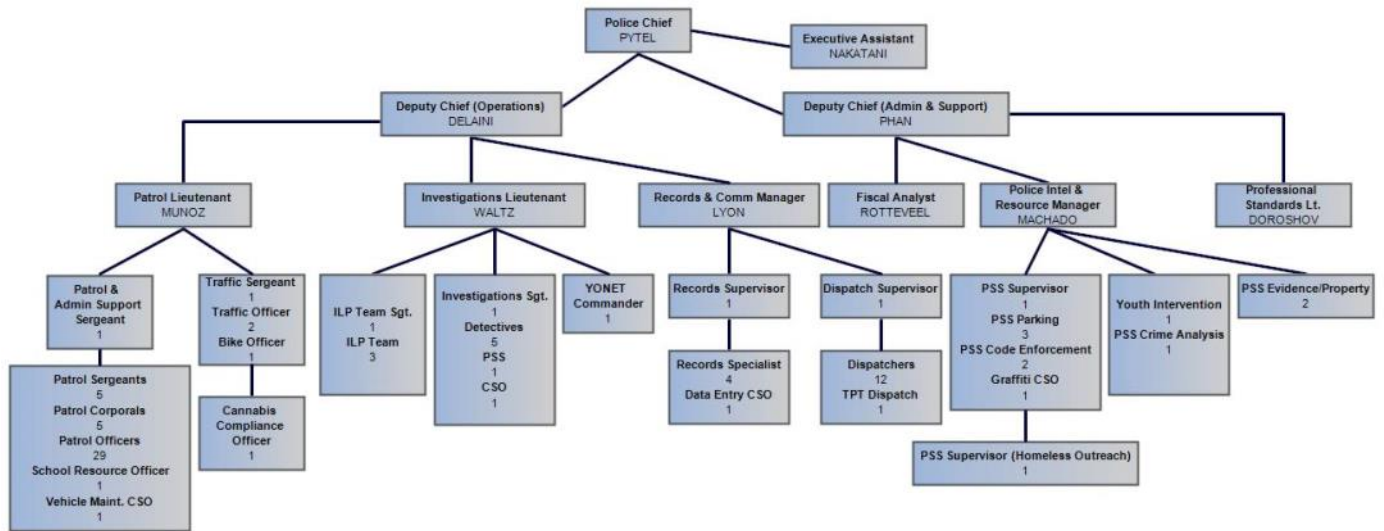 Police Chief
PYTEL
Executive Assistant
NAKATANI
Deputy Chief (Operations)
DELAINI
Deputy Chief (Admin & Support)
PHAN
Patrol Lieutenant
MUNOZ
Investigations Lieutenant
WALTZ
Records & Comm Manager
LYON
Fiscal Analyst
ROTTEVEEL
Police Intel &
Resource Manager
MACHADO
Professional
Standards Lt.
DOROSHOV
Patrol &
Admin Support
Sergeant
1
Traffic Sergeant
1
Traffic Officer
2
Bike Officer
1
ILP Team Sgt.
1
ILP Team
3
Investigations Sgt.
1
Detectives
5
PSS
1
CSO
1
YONET
Commander
1
Records Supervisor
1
Dispatch Supervisor
1
PSS Supervisor
1
PSS Parking
3
PSS Code Enforcement
2
Graffiti CSO
1
Youth Intervention
1
PSS Crime Analysis
1
PSS Evidence/Property
2
Patrol Sergeants
5
Patrol Corporals
5
Patrol Officers
29
School Resource Officer
1
Vehicle Maint. CSO
1
Cannabis
Compliance
Officer
1
Records Specialist
4
Data Entry CSO
1
Dispatchers
12
TPT Dispatch
1
PSS Supervisor (Homeless Outreach)
1